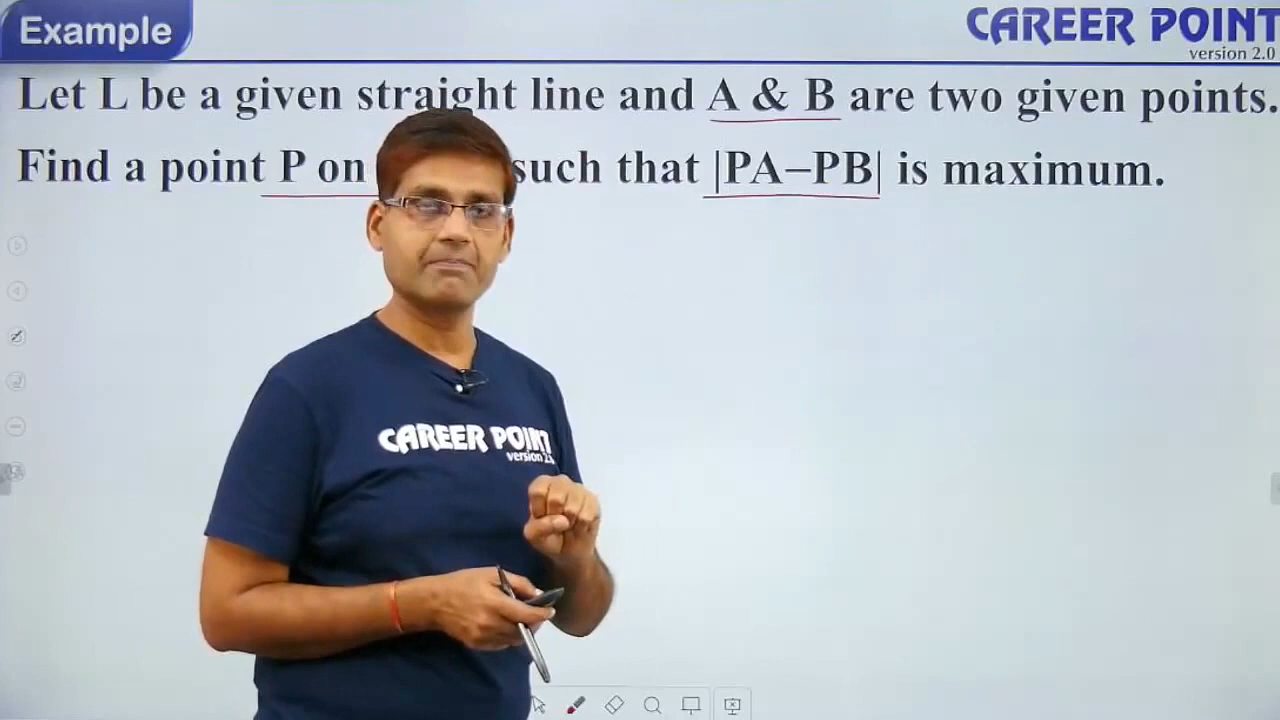 Example
CAREER POINT
version 2.0
Let L be a given straight line and A & B are two given points.
Find a point P on such that |PA–PB| is maximum.
CAREER POINT
version 2.